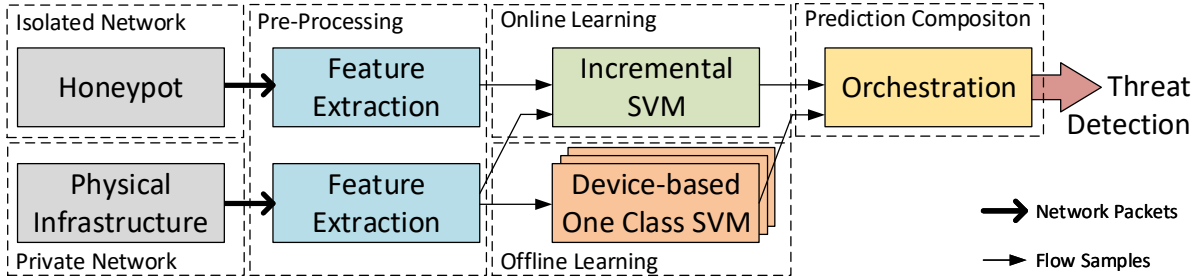 Isolated Network
Honeypot
Physical
Infrastructure
Private Network
Pre-Processing
Feature
Extraction
Feature
Extraction
Online Learning
Incremental
SVM
Device-based
One Class SVM
Offline Learning
Prediction Compositon
Orchestration
Threat
Detection
Network Packets
Flow Samples